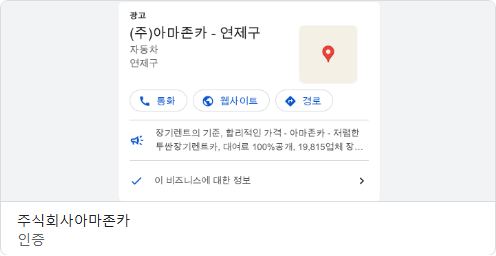 광고
(주)아마존카 - 연제구
자동차
연제구
통화
웹사이트
경로
장기렌트의 기준, 합리적인 가격 - 아마존카 - 저렴한
투싼장기렌트카, 대여료 100%공개, 19,815업체 장...
이 비즈니스에 대한 정보
주식회사아마존카
인증